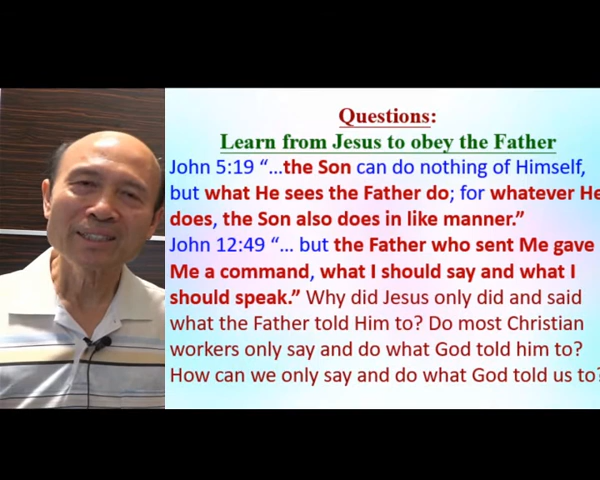 Questions:
Learn from Jesus to obey the Father
John 5:19 “...the Son can do nothing of Himself,
but what He sees the Father do; for whatever He
does, the Son also does in like manner.”
John 12:49 “... but the Father who sent Me gave
Me a command, what I should say and what I
should speak.” Why did Jesus only did and said
what the Father told Him to? Do most Christian
workers only say and do what God told him to?
How can we only say and do what God told us to?